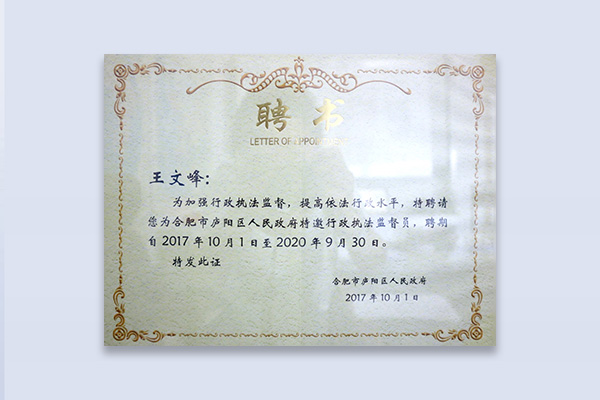 聘书
LETTER OF APPO
王文峰:
为加强行政执法监督,提高依法行政水平,特聘请
您为合肥市庐阳区人民政府特邀行政执法监督员,聘期
自2017年10月1日至2020年9月30日。
特发此证
合肥市庐阳区人民政府
2017年10月1日